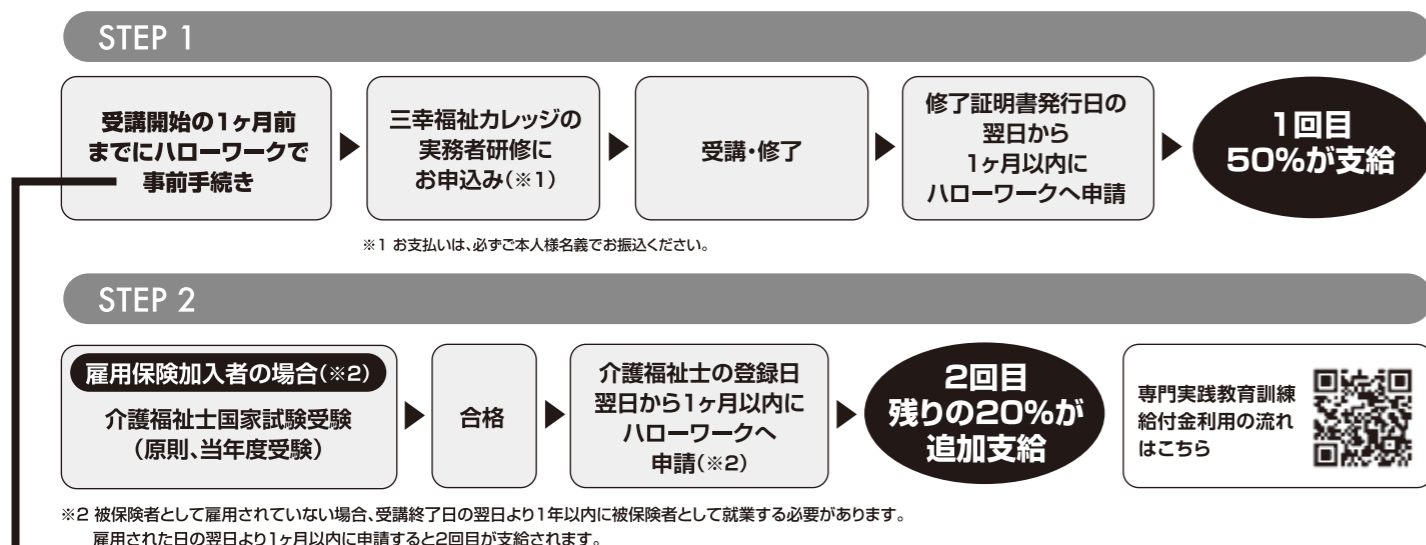 STEP 1
受講開始の1ヶ月前
までにハローワークで
事前手続き
三幸福祉カレッジの
実務者研修に
お申込み(※1)
受講・修了
修了証明書発行日の
翌日から
1ヶ月以内に
ハローワークへ申請
1回目
50%が支給
※1 お支払いは、必ずご本人様名義でお振込ください。
STEP 2
雇用保険加入者の場合(※2)
介護福祉士国家試験受験
(原則、当年度受験)
合格
介護福祉士の登録日
翌日から1ヶ月以内に
ハローワークへ
申請(※2)
2回目
残りの20%が
追加支給
専門実践教育訓練
給付金利用の流れ
はこちら
※2 被保険者として雇用されていない場合、受講終了日の翌日より1年以内に被保険者として就業する必要があります。
雇用された日の翌日より1ヶ月以内に申請すると2回目が支給されます。